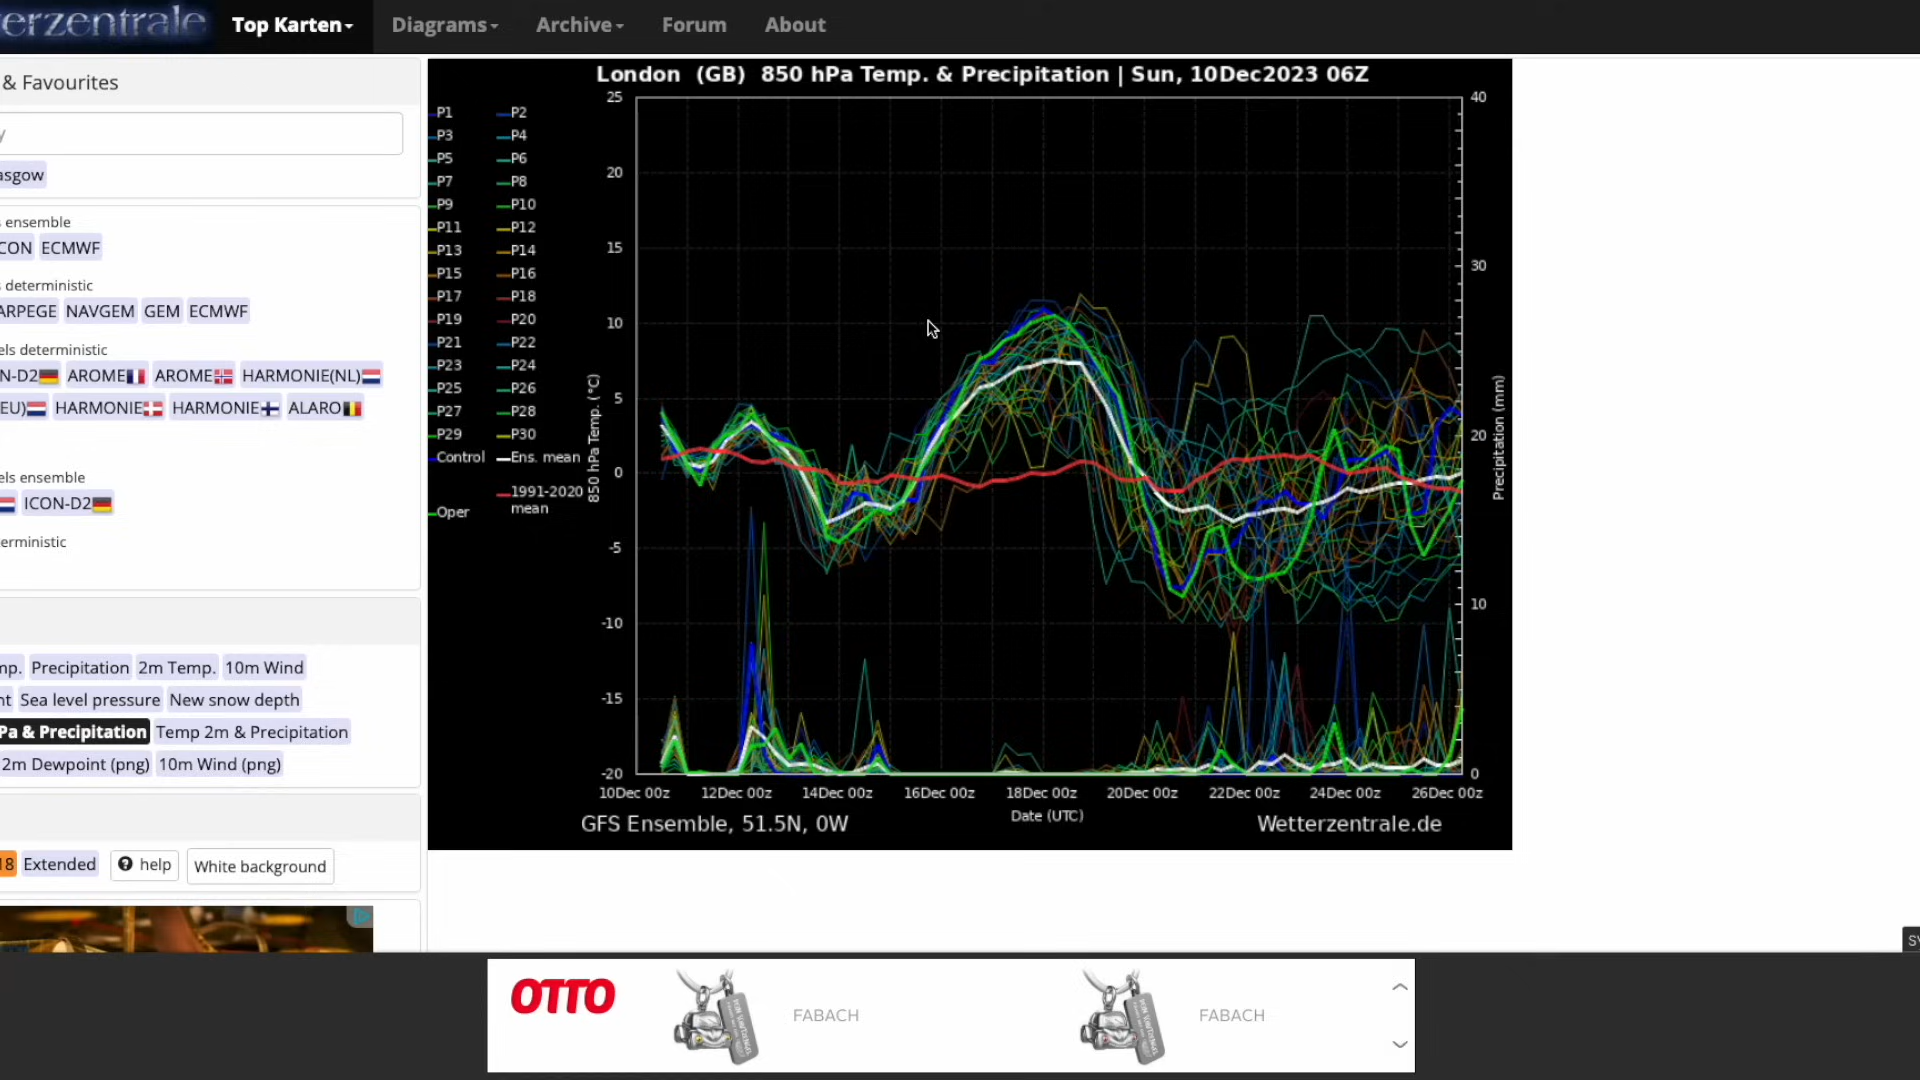 erzentrale
Top Karten
Diagrams
Archive
Forum
About
& Favourites
y
asgow
s ensemble
CON ECMWF
s deterministic
ARPEGE NAVGEM GEM ECMWF
els deterministic
N-D2 AROME AROME HARMONIE(NL)
EU) HARMONIE HARMONIE ALARO
els ensemble
ICON-D2
erministic
mp. Precipitation 2m Temp. 10m Wind
nt Sea level pressure New snow depth
Pa & Precipitation Temp 2m & Precipitation
2m Dewpoint (png) 10m Wind (png)
18 Extended help White background
London (GB) 850 hPa Temp. & Precipitation | Sun, 10Dec2023 06Z
P1 P2
P3 P4
P5 P6
P7 P8
P9 P10
P11 P12
P13 P14
P15 P16
P17 P18
P19 P20
P21 P22
P23 P24
P25 P26
P27 P28
P29 P30
Control Ens. mean
1991-2020
mean
Oper
850 hPa Temp. (°C)
25
20
15
10
5
0
-5
-10
-15
-20
40
30
20
10
0
Precipitation (mm)
10Dec 00z 12Dec 00z 14Dec 00z 16Dec 00z 18Dec 00z 20Dec 00z 22Dec 00z 24Dec 00z 26Dec 00z
Date (UTC)
GFS Ensemble, 51.5N, 0W
Wetterzentrale.de
OTTO
FABACH
FABACH